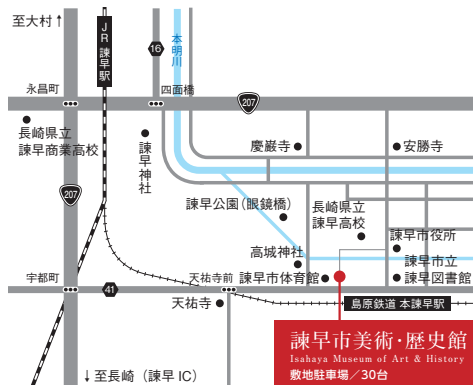 至大村↑
JR諫早駅
16
本明川
永昌町
四面橋
207
長崎県立
諫早商業高校
諫早神社
慶巖寺
安勝寺
207
諫早公園(眼鏡橋)
長崎県立
諫早高校
諫早市役所
高城神社
諫早市立
諫早図書館
宇都町
41
天祐寺前
諫早市体育館
天祐寺
島原鉄道 本諫早駅
諫早市美術・歴史館
Isahaya Museum of Art & History
敷地駐車場／30台
↓至長崎（諫早IC）